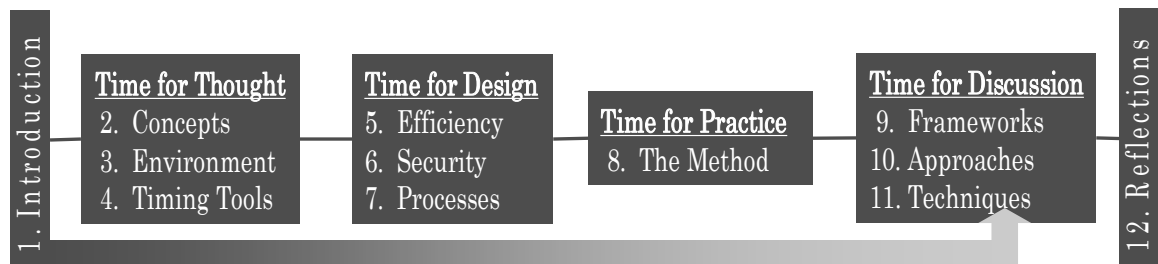 1. Introduction
Time for Thought
2. Concepts
3. Environment
4. Timing Tools
Time for Design
5. Efficiency
6. Security
7. Processes
Time for Practice
8. The Method
Time for Discussion
9. Frameworks
10. Approaches
11. Techniques
12. Reflections